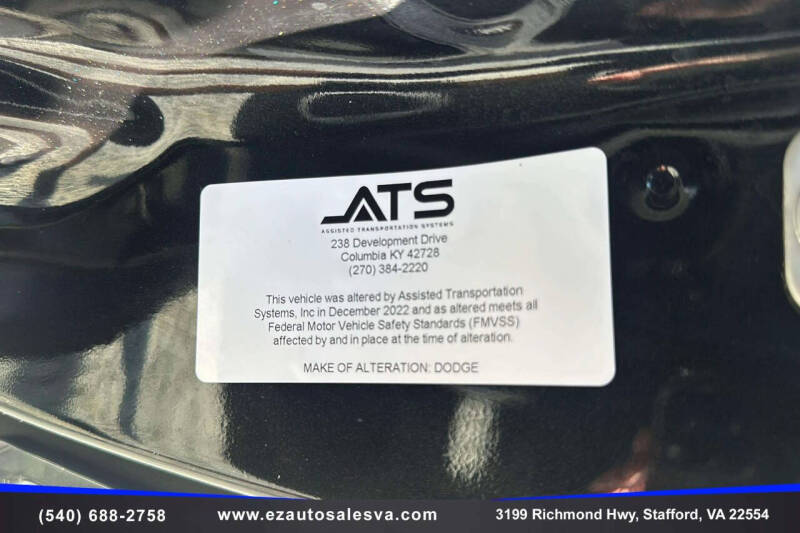 ATS
ASSISTED TRANSPORTATION SYSTEMS
238 Development Drive
Columbia KY 42728
(270) 384-2220
This vehicle was altered by Assisted Transportation
Systems, Inc in December 2022 and as altered meets all
Federal Motor Vehicle Safety Standards (FMVSS)
affected by and in place at the time of alteration.
MAKE OF ALTERATION: DODGE
(540) 688-2758
www.ezautosalesva.com
3199 Richmond Hwy, Stafford, VA 22554